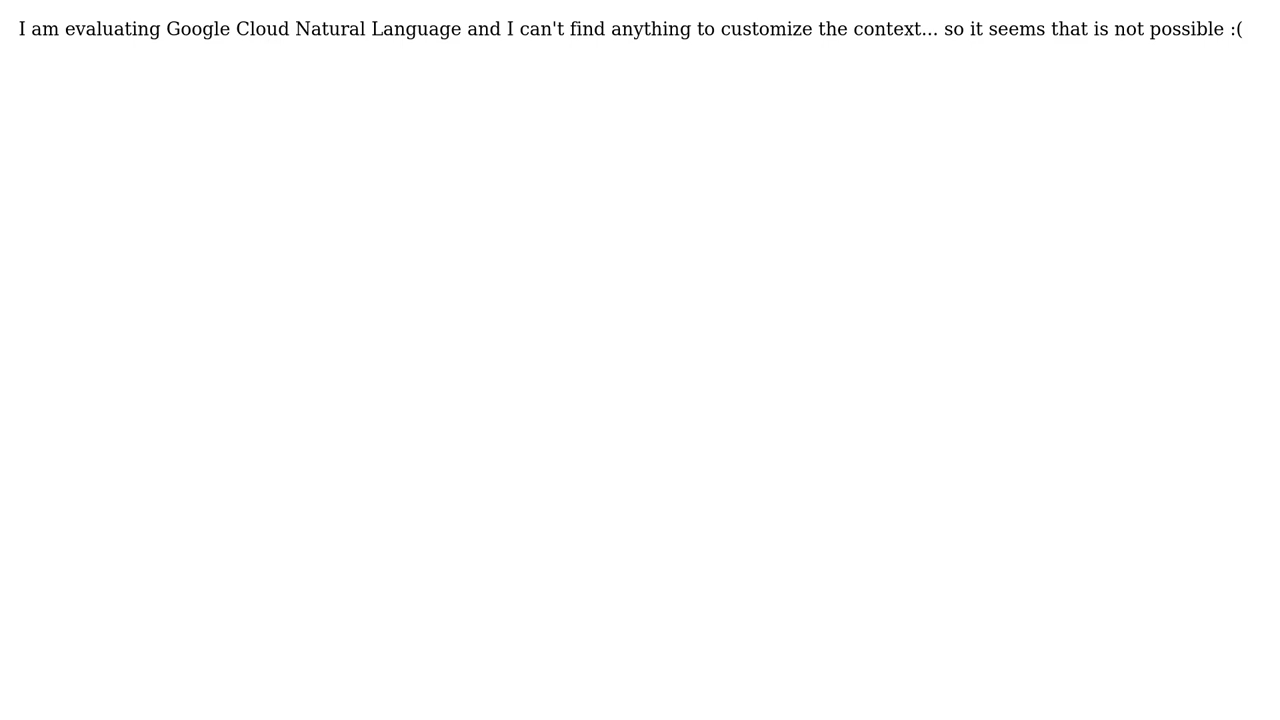 I am evaluating Google Cloud Natural Language and I can't find anything to customize the context... so it seems that is not possible :(